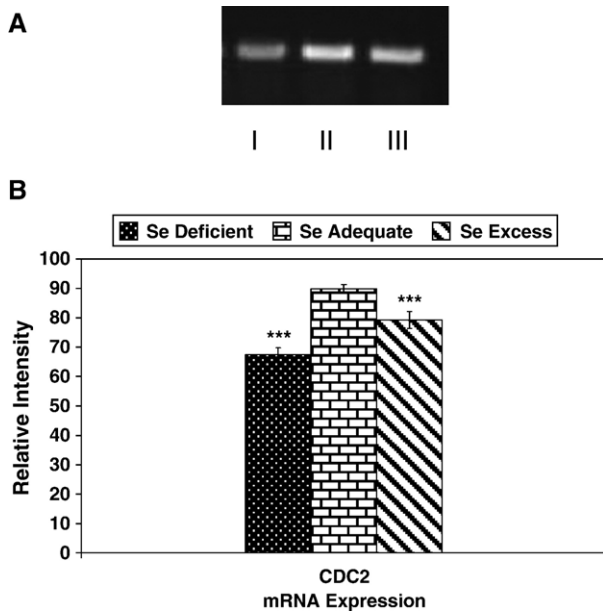 A
I II III
B
Se Deficient Se Adequate Se Excess
100
90
80
70
60
50
40
30
20
10
0
Relative Intensity
***
***
CDC2
mRNA Expression